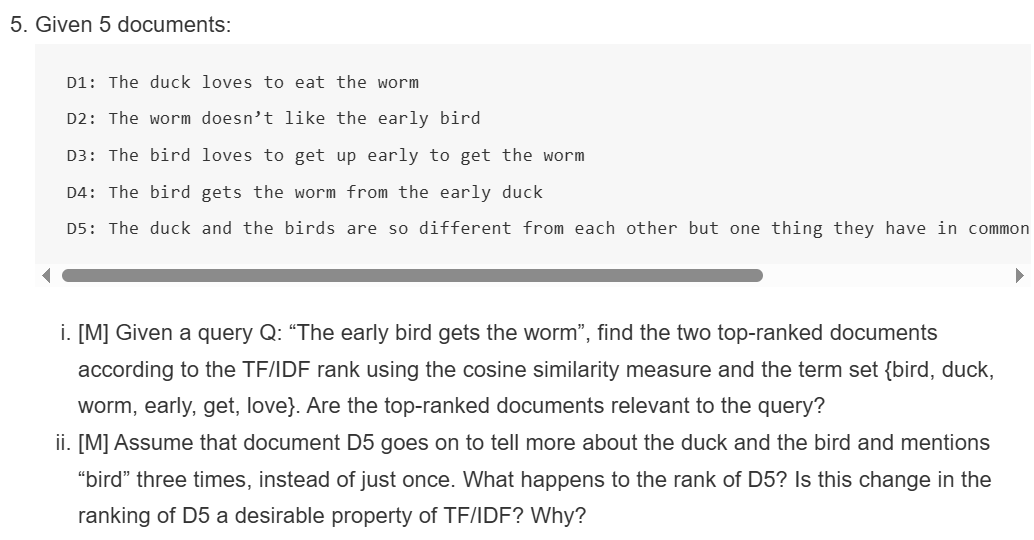 5. Given 5 documents:
D1: The duck loves to eat the worm
D2: The worm doesn’t like the early bird
D3: The bird loves to get up early to get the worm
D4: The bird gets the worm from the early duck
D5: The duck and the birds are so different from each other but one thing they have in common
i. [M] Given a query Q: “The early bird gets the worm”, find the two top-ranked documents
according to the TF/IDF rank using the cosine similarity measure and the term set {bird, duck,
worm, early, get, love}. Are the top-ranked documents relevant to the query?
ii. [M] Assume that document D5 goes on to tell more about the duck and the bird and mentions
“bird” three times, instead of just once. What happens to the rank of D5? Is this change in the
ranking of D5 a desirable property of TF/IDF? Why?